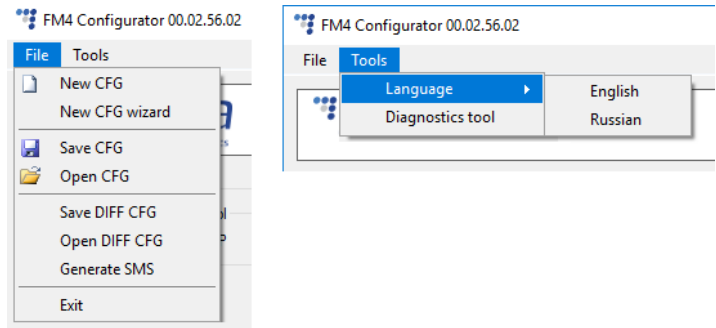 FM4 Configurator 00.02.56.02
File Tools
New CFG
New CFG wizard
Save CFG
Open CFG
Save DIFF CFG
Open DIFF CFG
Generate SMS
Exit
FM4 Configurator 00.02.56.02
File Tools
Language
English
Russian
Diagnostics tool